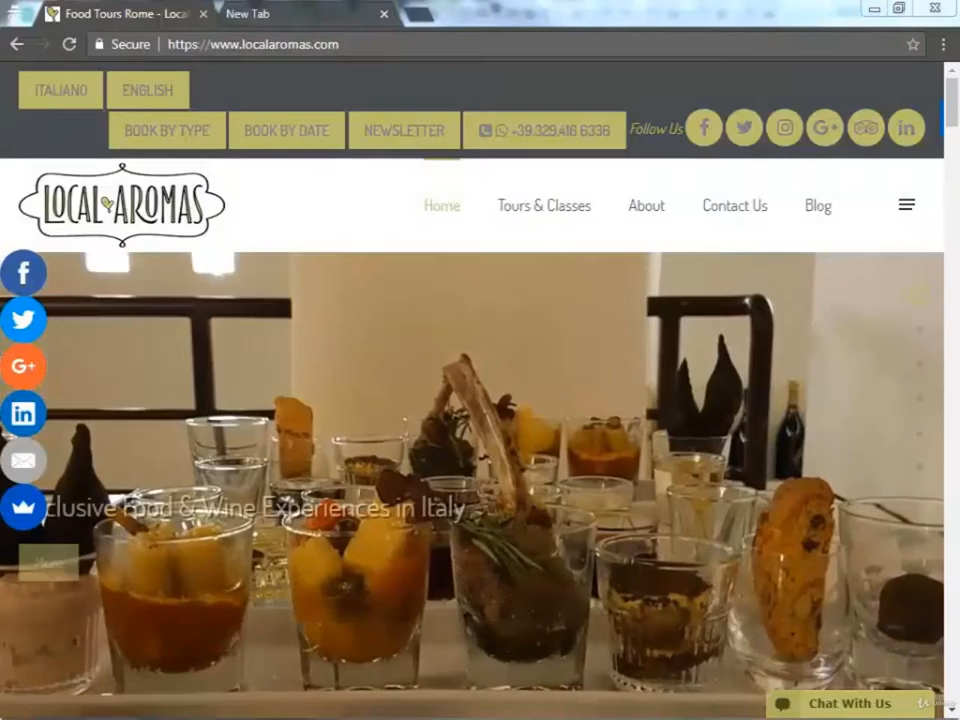 Food Tours Rome - Local
New Tab
Secure
https://www.localaromas.com
ITALIANO
ENGLISH
BOOK BY TYPE
BOOK BY DATE
NEWSLETTER
+39.329.416 6336
Follow Us
LOCAL AROMAS
Home
Tours & Classes
About
Contact Us
Blog
clusive Food & Wine Experiences in Italy
Chat With Us